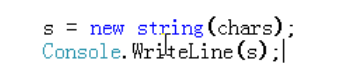 s = new string(chars);
Console.WriteLine(s);